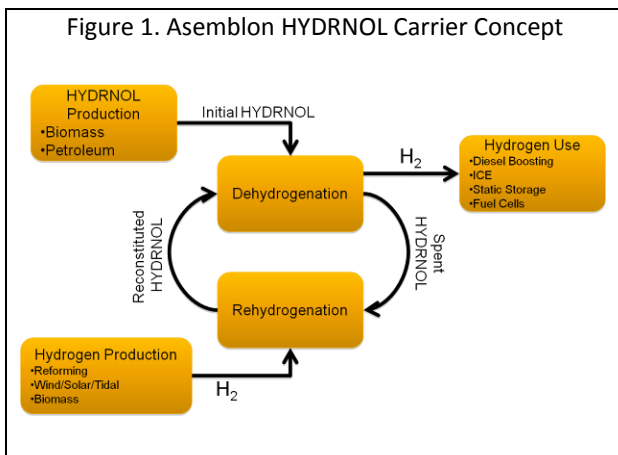 Figure 1. Asemblon HYDRNOL Carrier Concept
HYDRNOL
Production
•Biomass
•Petroleum
Initial HYDRNOL
Dehydrogenation
H2
Hydrogen Use
•Diesel Boosting
•ICE
•Static Storage
•Fuel Cells
Reconstituted
HYDRNOL
Spent
HYDRNOL
Rehydrogenation
Hydrogen Production
•Reforming
•Wind/Solar/Tidal
•Biomass
H2